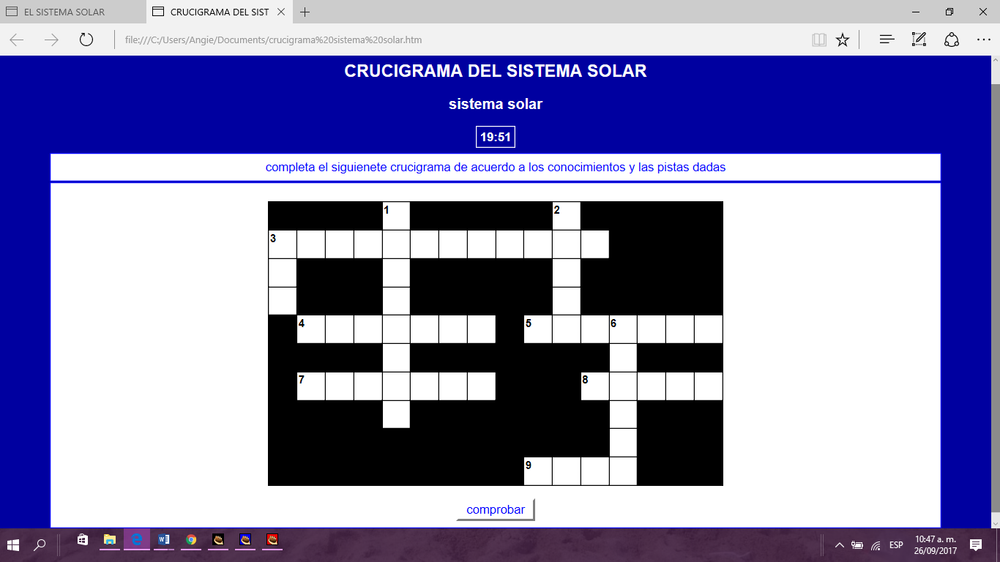 EL SISTEMA SOLAR
CRUCIGRAMA DEL SIST
file:///C:/Users/Angie/Documents/crucigrama%20sistema%20solar.htm
CRUCIGRAMA DEL SISTEMA SOLAR
sistema solar
19:51
completa el siguienete crucigrama de acuerdo a los conocimientos y las pistas dadas
1 2
3
4 5 6
7 8
9
comprobar
ESP
10:47 a. m.
26/09/2017